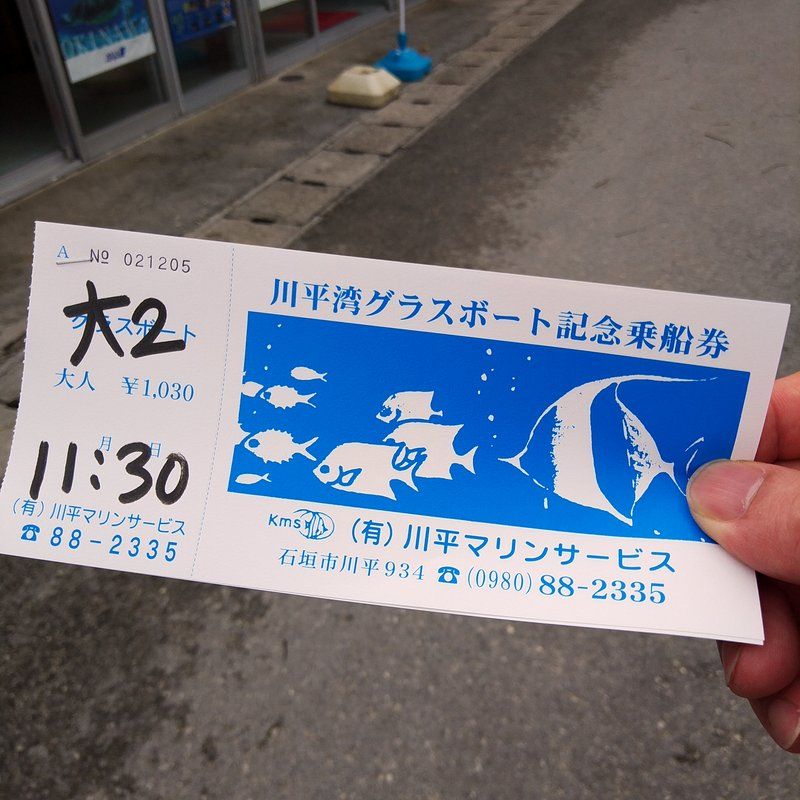 OKINAWA
A № 021205
グラスボート
大2
大人 ¥1,030
月 日
11:30
(有)川平マリンサービス
☎ 88-2335
川平湾グラスボート記念乗船券
Kms (有)川平マリンサービス
石垣市川平934 ☎(0980)88-2335